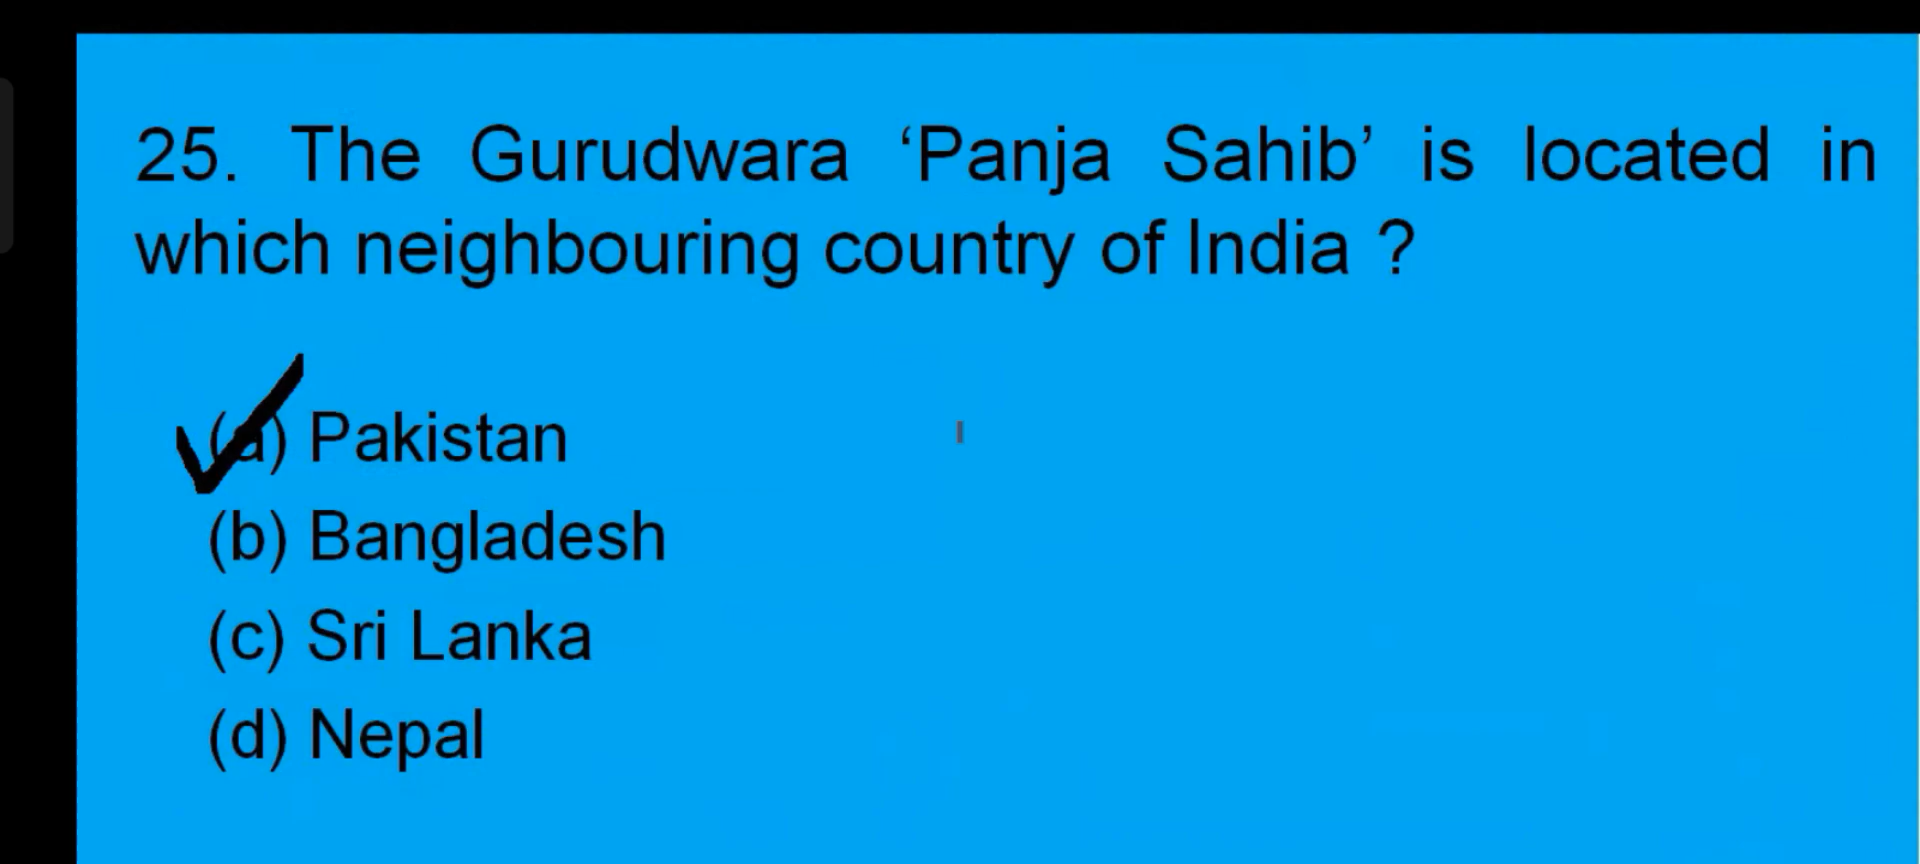 25. The Gurudwara ‘Panja Sahib’ is located in
which neighbouring country of India ?
(a) Pakistan
(b) Bangladesh
(c) Sri Lanka
(d) Nepal